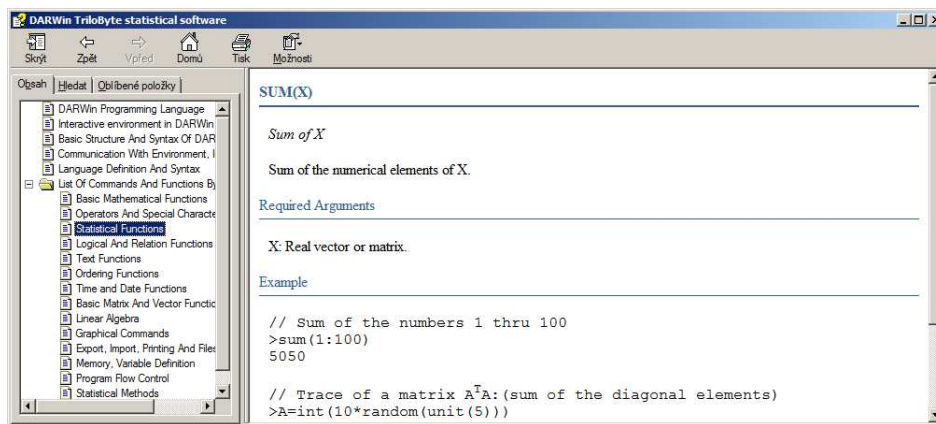 DARWin TriloByte statistical software
Skrýt Zpět Vpřed Domů Tisk Možnosti
Obsah Hledat Oblíbené položky
DARWin Programming Language
Interactive environment in DARWin
Basic Structure And Syntax Of DAR
Communication With Environment, I
Language Definition And Syntax
List Of Commands And Functions By
Basic Mathematical Functions
Operators And Special Characte
Statistical Functions
Logical And Relation Functions
Text Functions
Ordering Functions
Time and Date Functions
Basic Matrix And Vector Functic
Linear Algebra
Graphical Commands
Export, Import, Printing And Files
Memory, Variable Definition
Program Flow Control
Statistical Methods
SUM(X)
Sum of X
Sum of the numerical elements of X.
Required Arguments
X: Real vector or matrix.
Example
// Sum of the numbers 1 thru 100
>sum(1:100)
5050
// Trace of a matrix AᵀA:(sum of the diagonal elements)
>A=int(10*random(unit(5)))